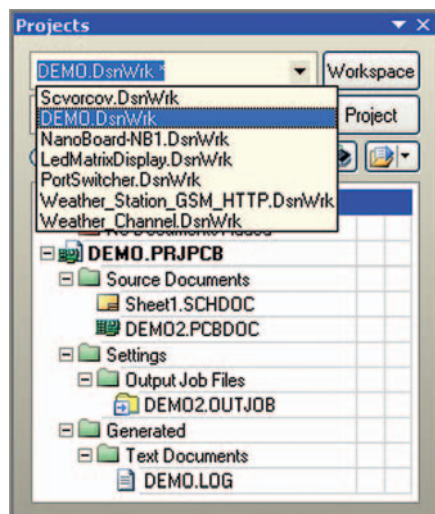 Projects
DEMO.DsnWrk *
Workspace
Scvorcov.DsnWrk
DEMO.DsnWrk
Project
NanoBoard-NB1.DsnWrk
LedMatrixDisplay.DsnWrk
PortSwitcher.DsnWrk
Weather_Station_GSM_HTTP.DsnWrk
Weather_Channel.DsnWrk
DEMO.PRJPCB
Source Documents
Sheet1.SCHDOC
DEMO2.PCBDOC
Settings
Output Job Files
DEMO2.OUTJOB
Generated
Text Documents
DEMO.LOG